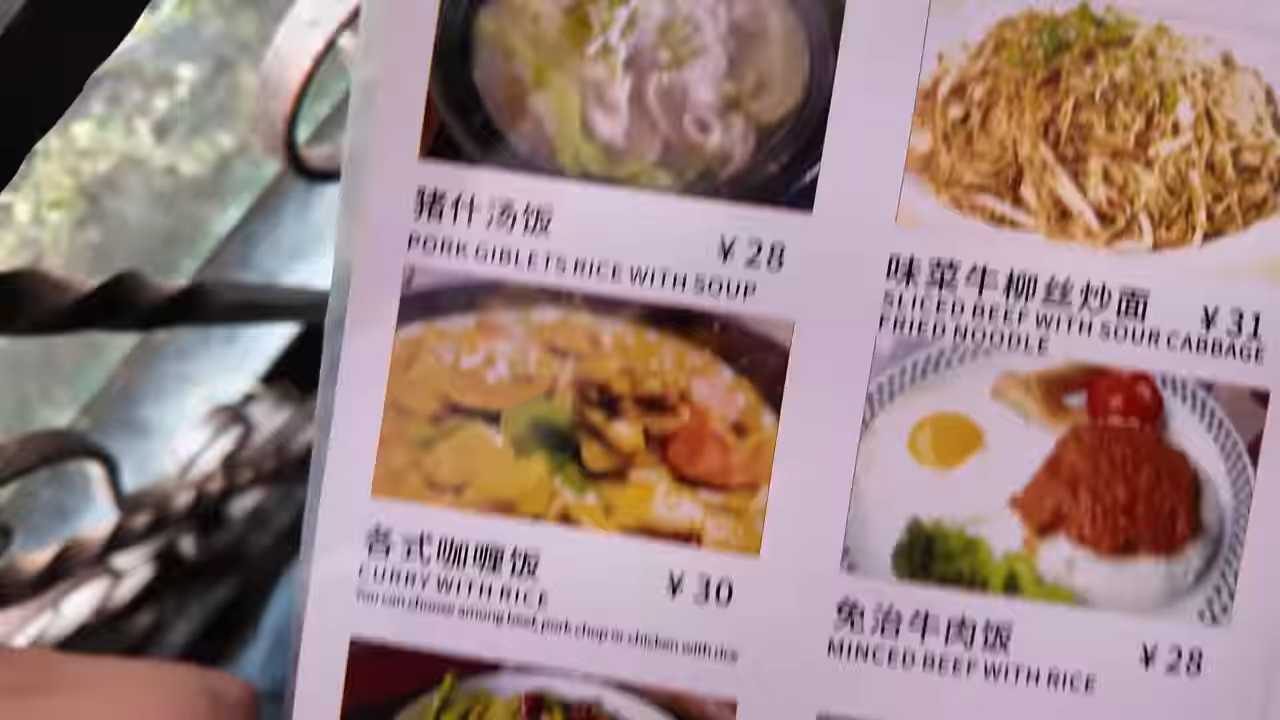 猪什汤饭
¥28
PORK GIBLETS RICE WITH SOUP
味菜牛柳丝炒面
¥31
SLICED BEEF WITH SOUR CABBAGE
FRIED NOODLE
各式咖喱饭
¥30
CURRY WITH RICE
You can choose among beef, pork chop or chicken with rice
免治牛肉饭
¥28
MINCED BEEF WITH RICE